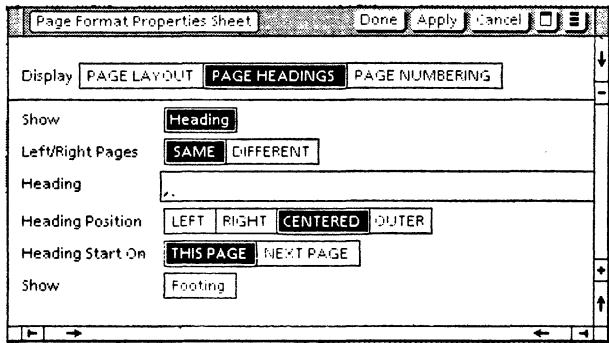 Page Format Properties Sheet Done Apply Cancel
Display PAGE LAYOUT PAGE HEADINGS PAGE NUMBERING
Show Heading
Left/Right Pages SAME DIFFERENT
Heading
Heading Position LEFT RIGHT CENTERED OUTER
Heading Start On THIS PAGE NEXT PAGE
Show Footing